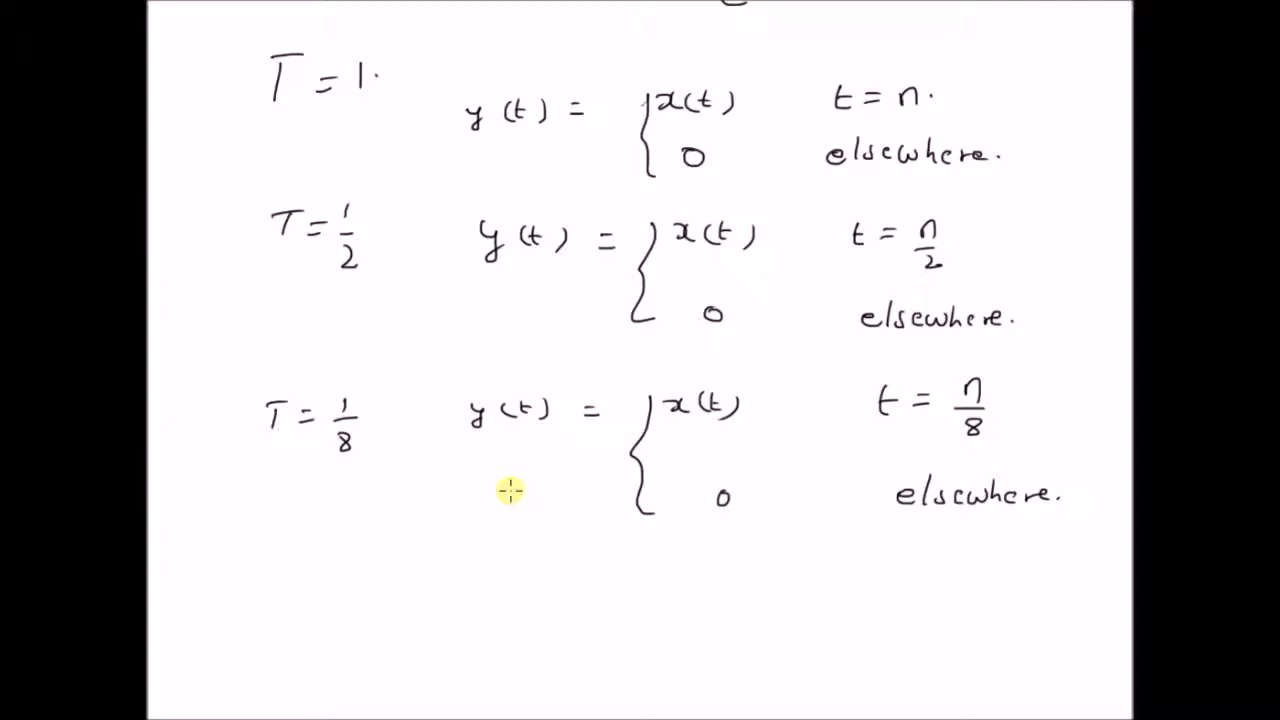 T = 1.
y(t) = { x(t) t = n.
0 elsewhere.
T = 1/2 y(t) = { x(t) t = n/2
0 elsewhere.
T = 1/8 y(t) = { x(t) t = n/8
0 elsewhere.